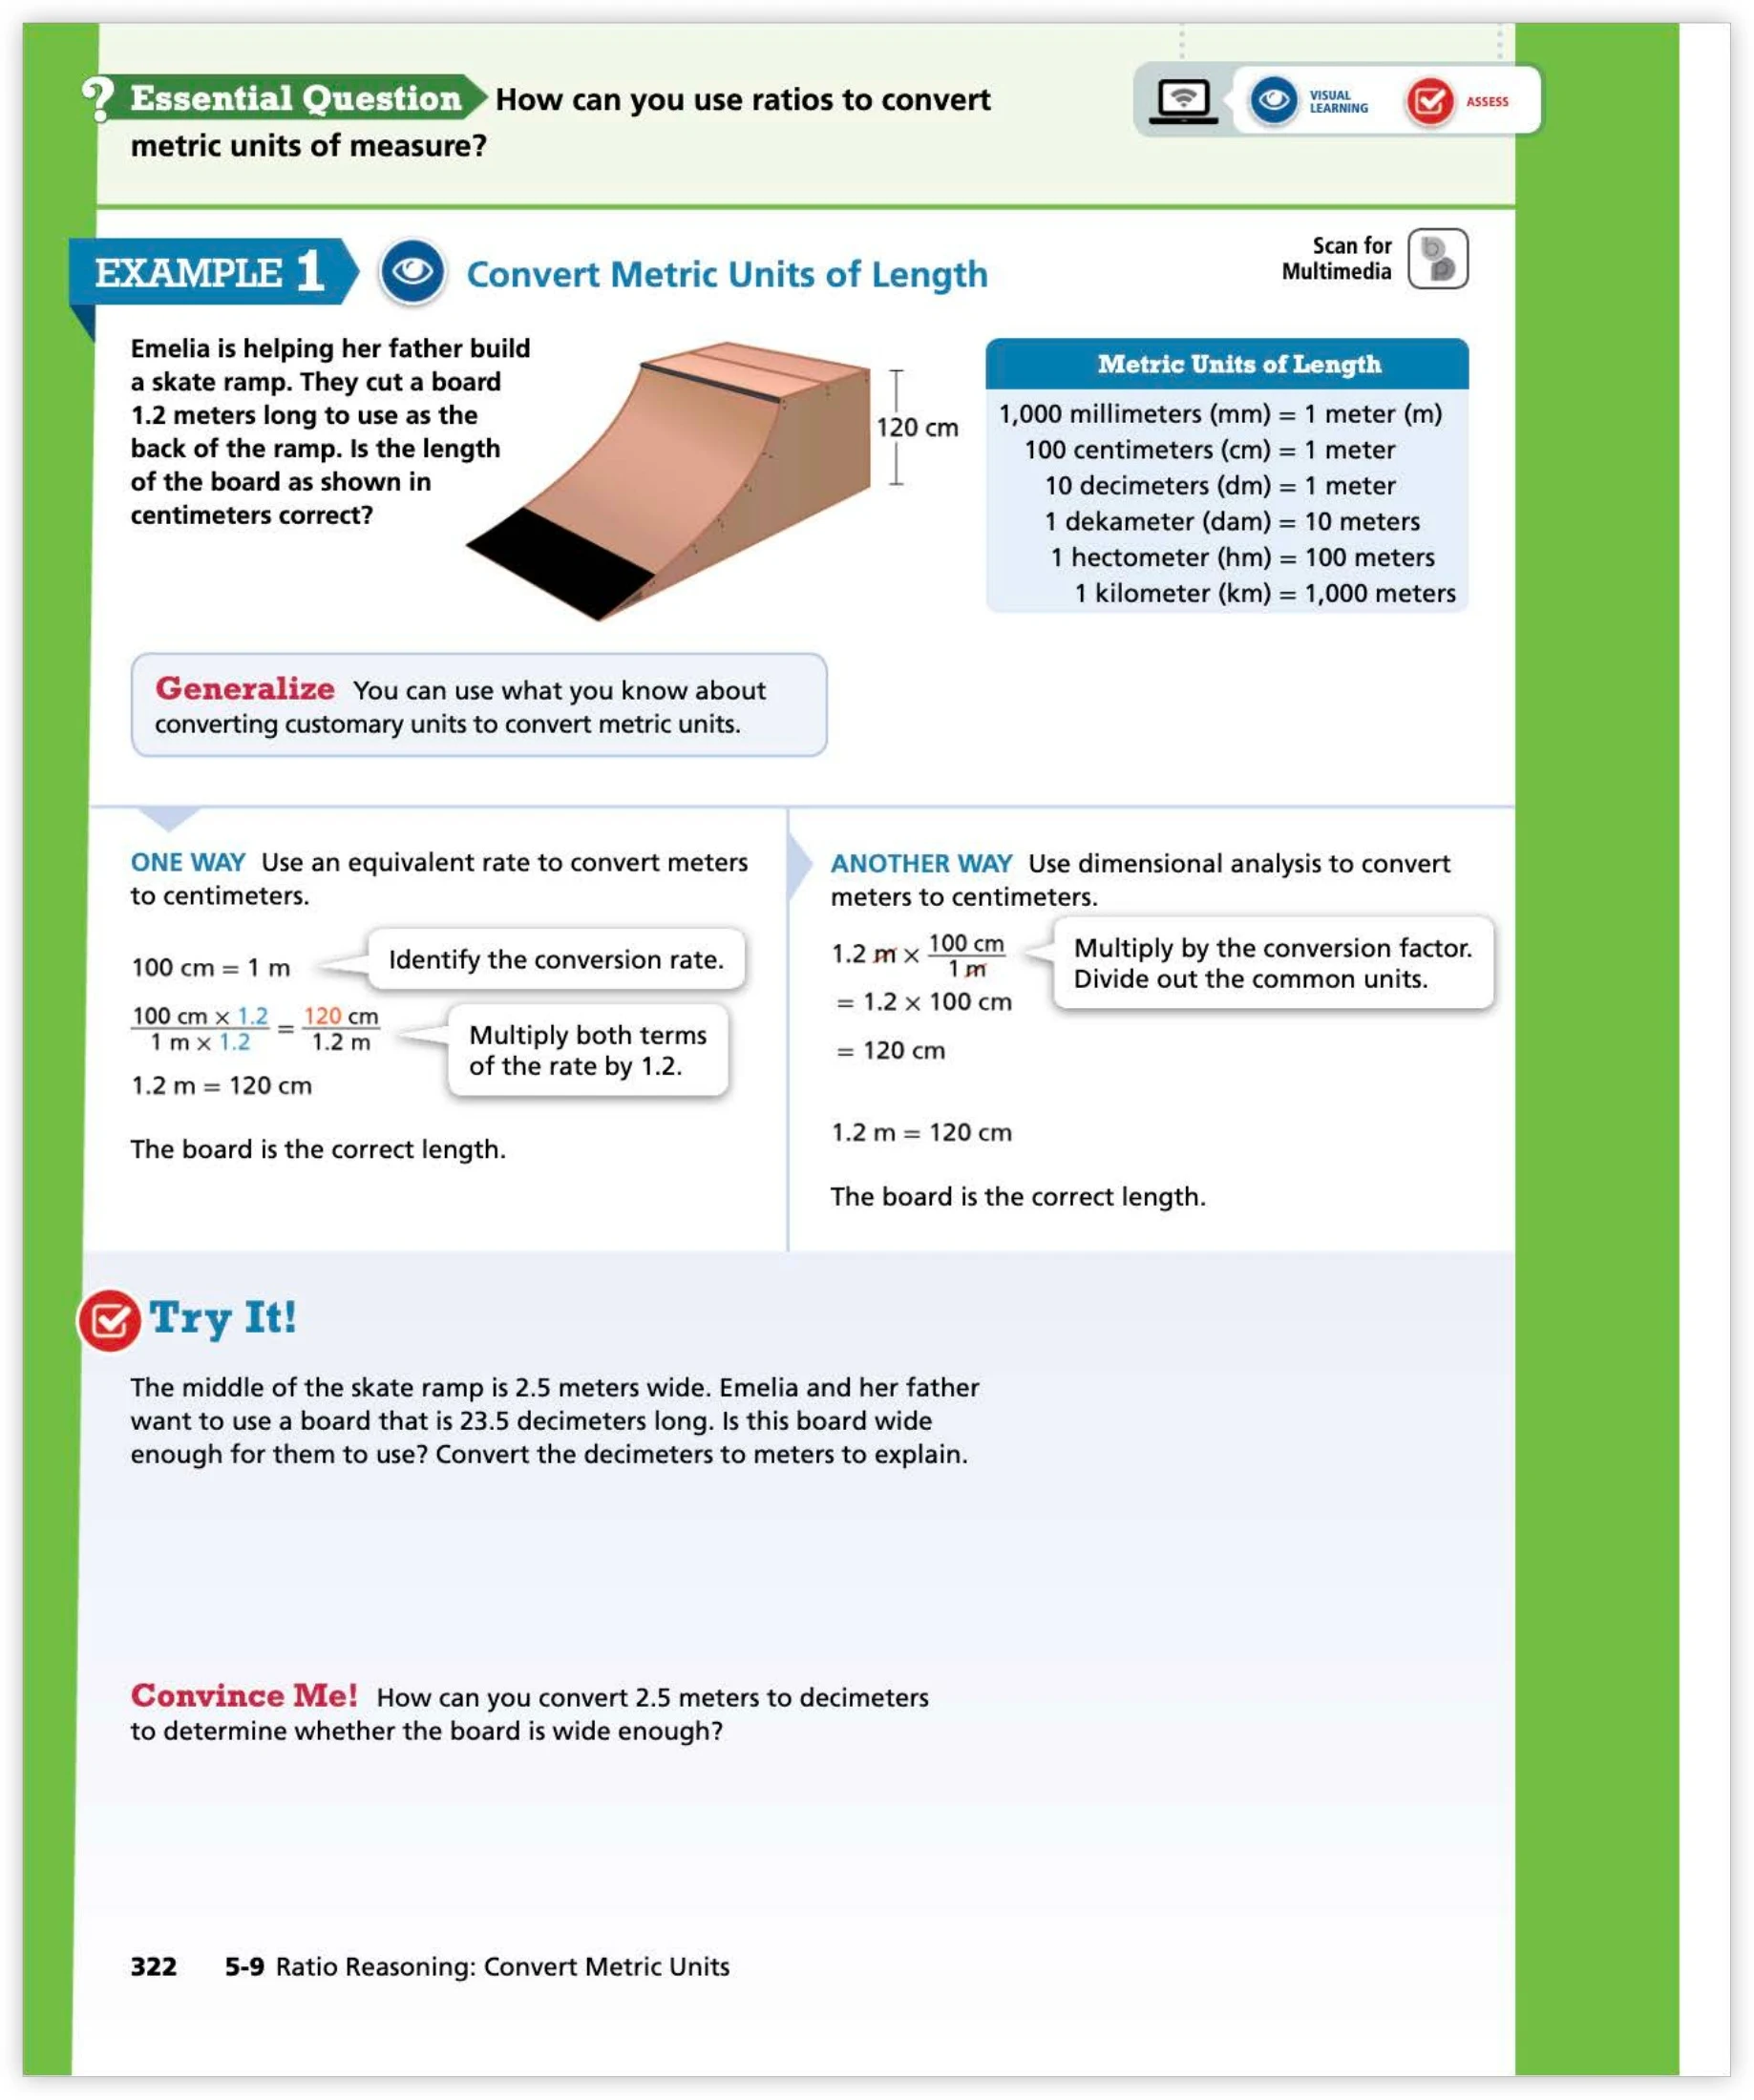 ? Essential Question How can you use ratios to convert
metric units of measure?
VISUAL
LEARNING
ASSESS
EXAMPLE 1 Convert Metric Units of Length
Scan for
Multimedia
Emelia is helping her father build
a skate ramp. They cut a board
1.2 meters long to use as the
back of the ramp. Is the length
of the board as shown in
centimeters correct?
120 cm
Metric Units of Length
1,000 millimeters (mm) = 1 meter (m)
100 centimeters (cm) = 1 meter
10 decimeters (dm) = 1 meter
1 dekameter (dam) = 10 meters
1 hectometer (hm) = 100 meters
1 kilometer (km) = 1,000 meters
Generalize You can use what you know about
converting customary units to convert metric units.
ONE WAY Use an equivalent rate to convert meters
to centimeters.
100 cm = 1 m
Identify the conversion rate.
100 cm × 1.2 = 120 cm
1 m × 1.2 1.2 m
Multiply both terms
of the rate by 1.2.
1.2 m = 120 cm
The board is the correct length.
ANOTHER WAY Use dimensional analysis to convert
meters to centimeters.
1.2 m × 100 cm
1 m
Multiply by the conversion factor.
Divide out the common units.
= 1.2 × 100 cm
= 120 cm
1.2 m = 120 cm
The board is the correct length.
Try It!
The middle of the skate ramp is 2.5 meters wide. Emelia and her father
want to use a board that is 23.5 decimeters long. Is this board wide
enough for them to use? Convert the decimeters to meters to explain.
Convince Me! How can you convert 2.5 meters to decimeters
to determine whether the board is wide enough?
322 5-9 Ratio Reasoning: Convert Metric Units